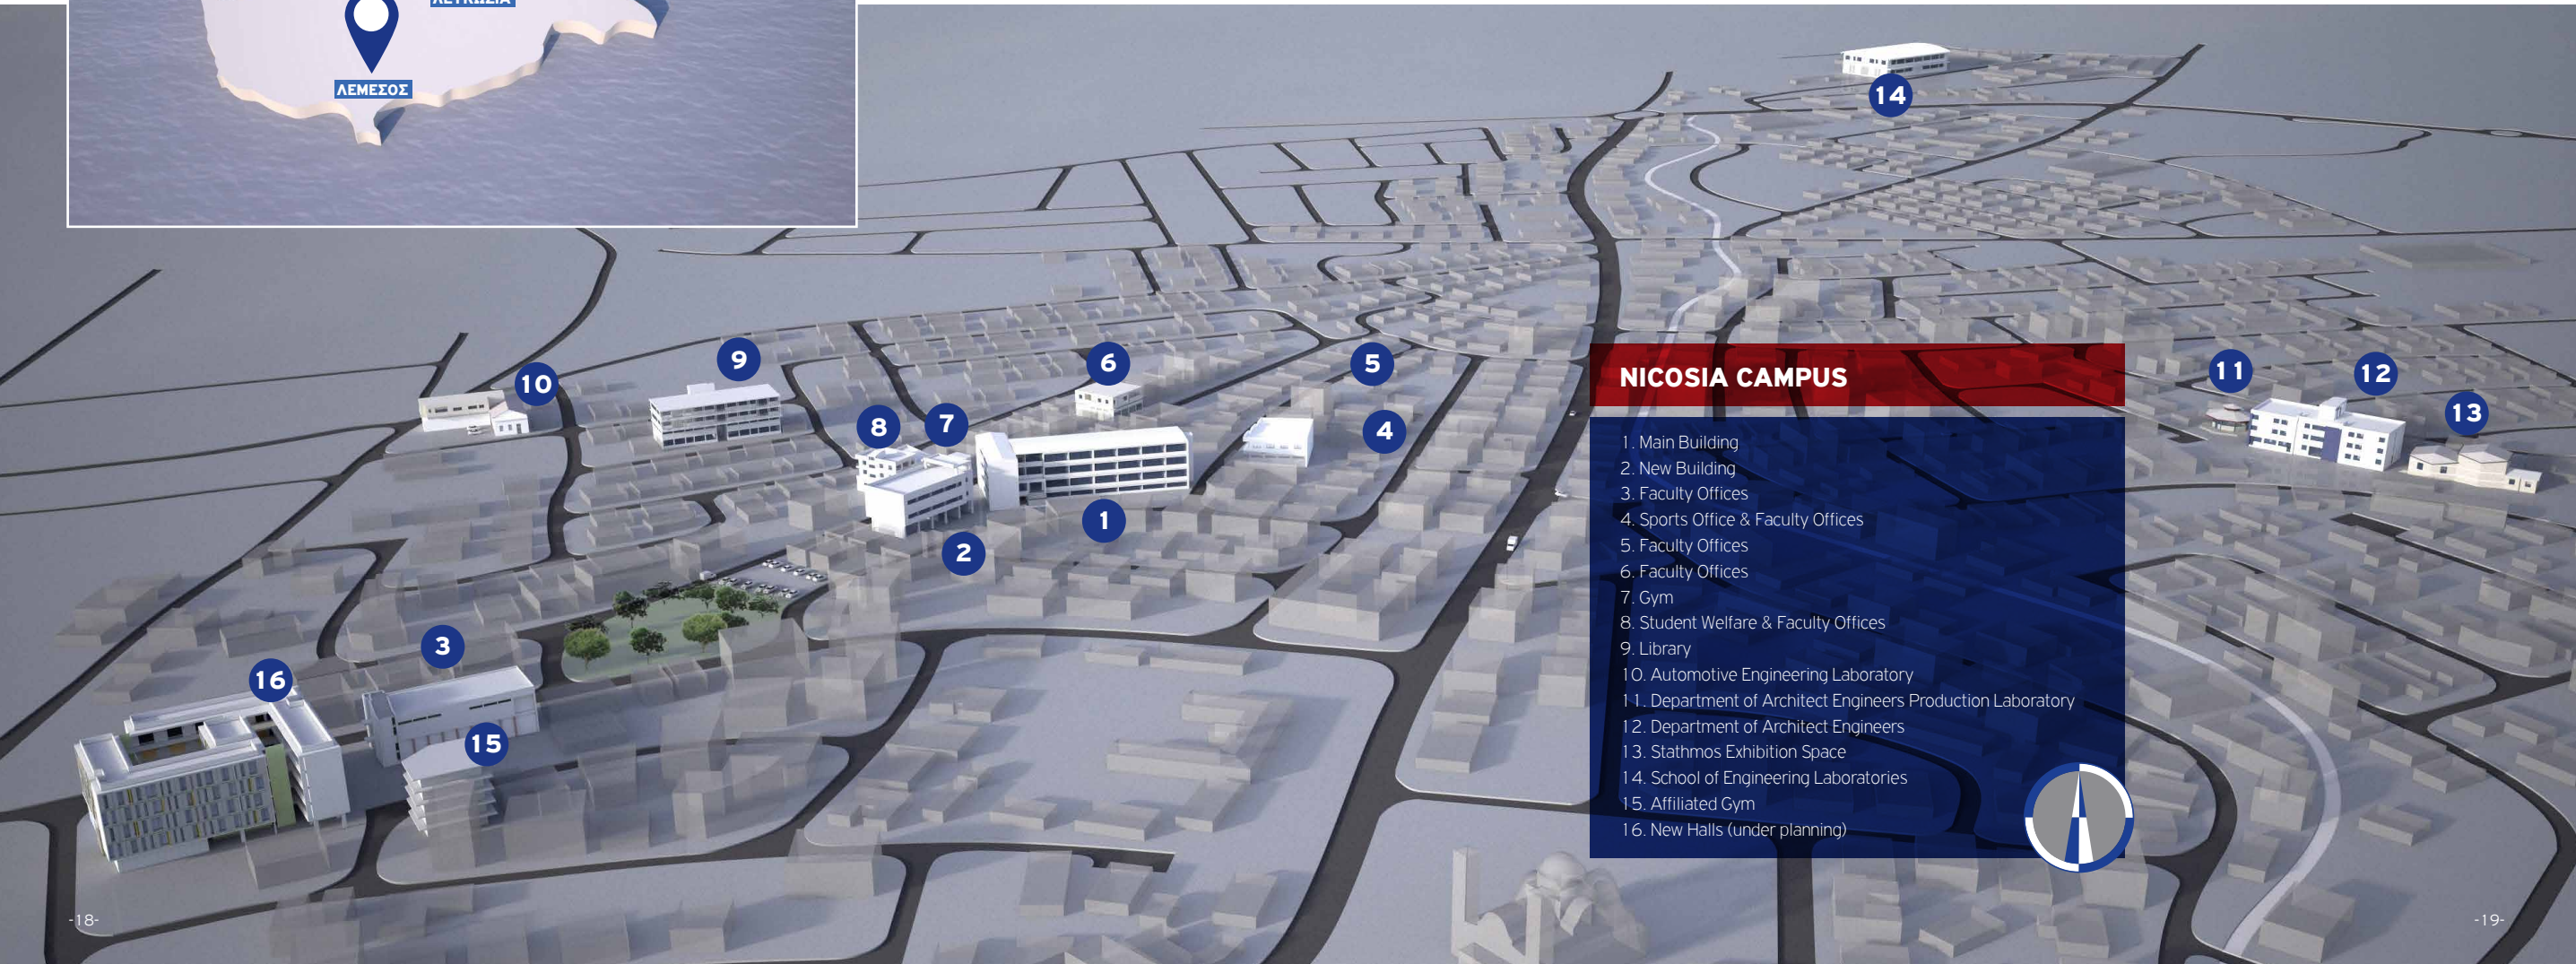 ΛΕΜΕΣΟΣ
14
9
6
5
10
11
12
8
7
4
13
1
2
3
16
15
NICOSIA CAMPUS
1. Main Building
2. New Building
3. Faculty Offices
4. Sports Office & Faculty Offices
5. Faculty Offices
6. Faculty Offices
7. Gym
8. Student Welfare & Faculty Offices
9. Library
10. Automotive Engineering Laboratory
11. Department of Architect Engineers Production Laboratory
12. Department of Architect Engineers
13. Stathmos Exhibition Space
14. School of Engineering Laboratories
15. Affiliated Gym
16. New Halls (under planning)
-18-
-19-